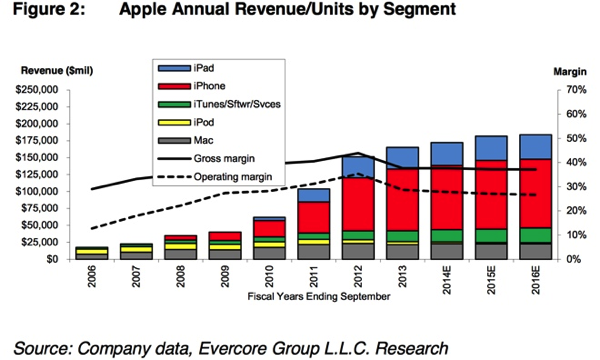 Figure 2: Apple Annual Revenue/Units by Segment
Revenue ($mil)
Margin
iPad
iPhone
iTunes/Sftwr/Svces
iPod
Mac
Gross margin
Operating margin
$250,000
$225,000
$200,000
$175,000
$150,000
$125,000
$100,000
$75,000
$50,000
$25,000
$0
70%
60%
50%
40%
30%
20%
10%
0%
2006
2007
2008
2009
2010
2011
2012
2013
2014E
2015E
2016E
Fiscal Years Ending September
Source: Company data, Evercore Group L.L.C. Research